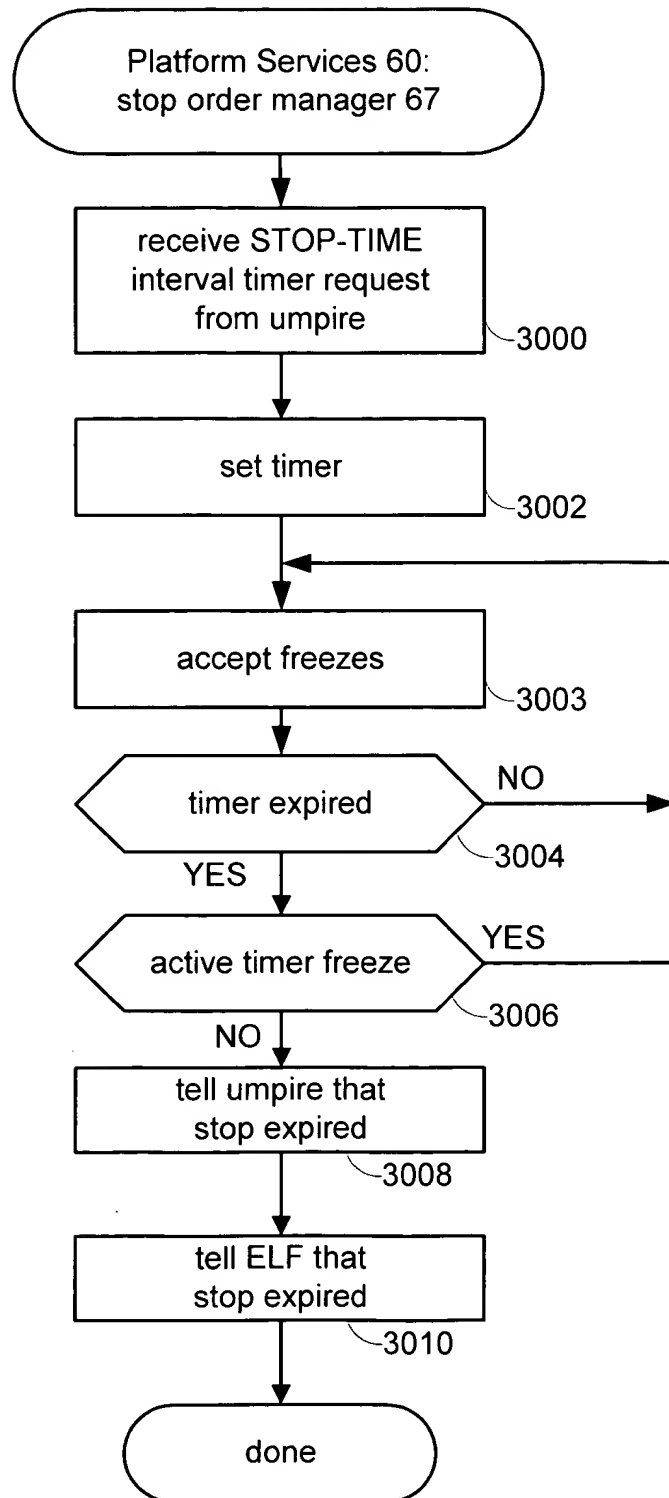 Platform Services 60:
stop order manager 67
receive STOP-TIME
interval timer request
from umpire
3000
set timer
3002
accept freezes
3003
timer expired
NO
3004
YES
active timer freeze
YES
3006
NO
tell umpire that
stop expired
3008
tell ELF that
stop expired
3010
done